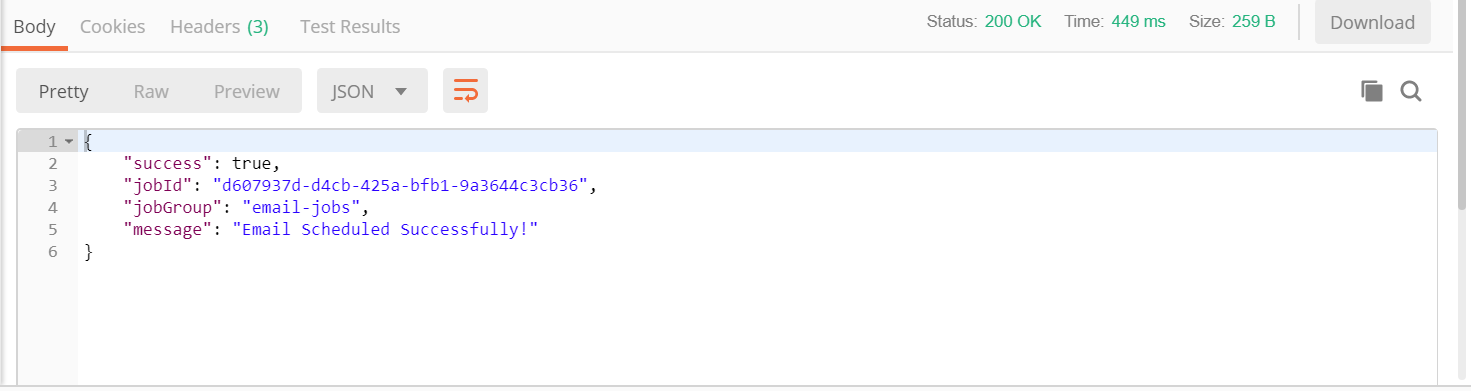 Body Cookies Headers (3) Test Results Status: 200 OK Time: 449 ms Size: 259 B Download
Pretty Raw Preview JSON
1 {
2 "success": true,
3 "jobId": "d607937d-d4cb-425a-bfb1-9a3644c3cb36",
4 "jobGroup": "email-jobs",
5 "message": "Email Scheduled Successfully!"
6 }